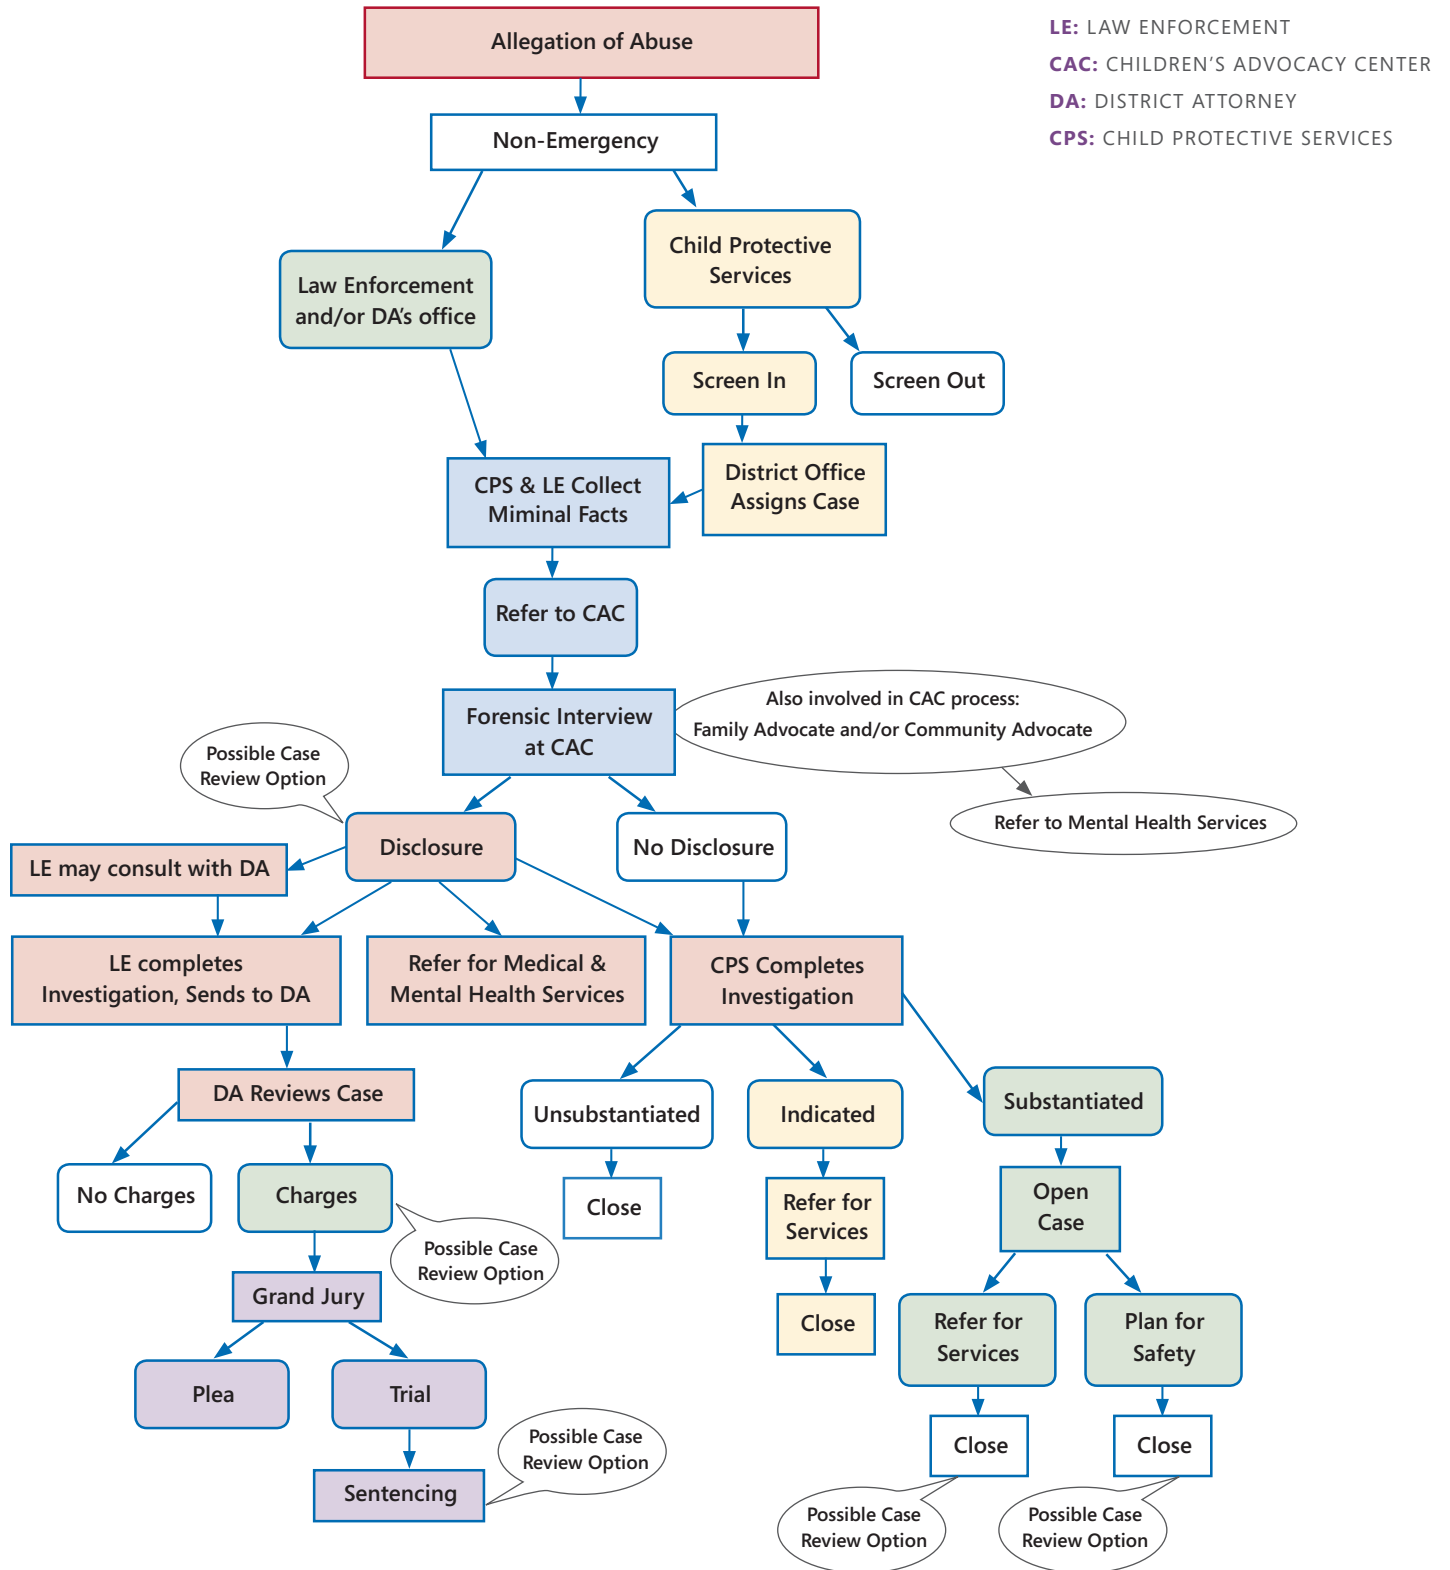 Allegation of Abuse
LE: LAW ENFORCEMENT
CAC: CHILDREN'S ADVOCACY CENTER
DA: DISTRICT ATTORNEY
CPS: CHILD PROTECTIVE SERVICES
Non-Emergency
Law Enforcement
and/or DA's office
Child Protective
Services
Screen In
Screen Out
District Office
Assigns Case
CPS & LE Collect
Miminal Facts
Refer to CAC
Forensic Interview
at CAC
Also involved in CAC process:
Family Advocate and/or Community Advocate
Refer to Mental Health Services
Possible Case
Review Option
Disclosure
No Disclosure
LE may consult with DA
LE completes
Investigation, Sends to DA
Refer for Medical &
Mental Health Services
CPS Completes
Investigation
DA Reviews Case
No Charges
Charges
Possible Case
Review Option
Grand Jury
Plea
Trial
Sentencing
Possible Case
Review Option
Unsubstantiated
Close
Indicated
Refer for
Services
Close
Substantiated
Open
Case
Refer for
Services
Plan for
Safety
Close
Close
Possible Case
Review Option
Possible Case
Review Option